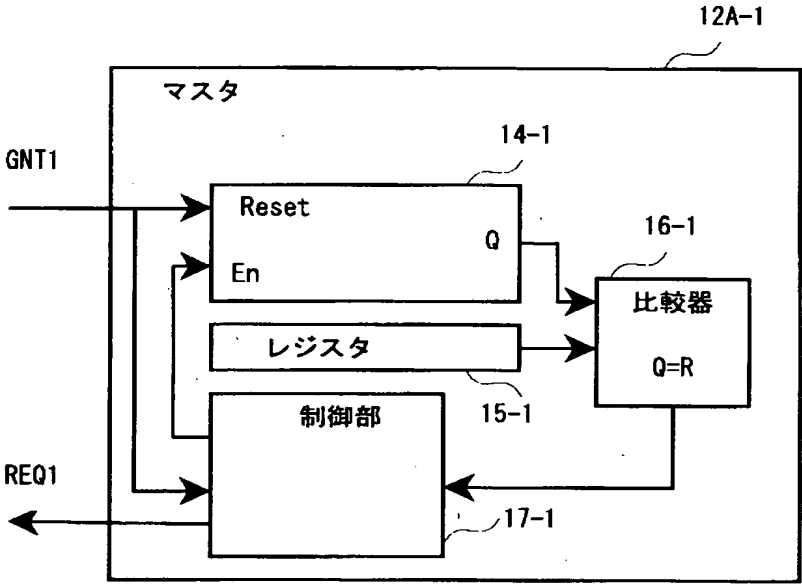 12A-1
マスタ
GNT1
14-1
Reset
Q
En
16-1
比較器
Q=R
レジスタ
15-1
制御部
REQ1
17-1